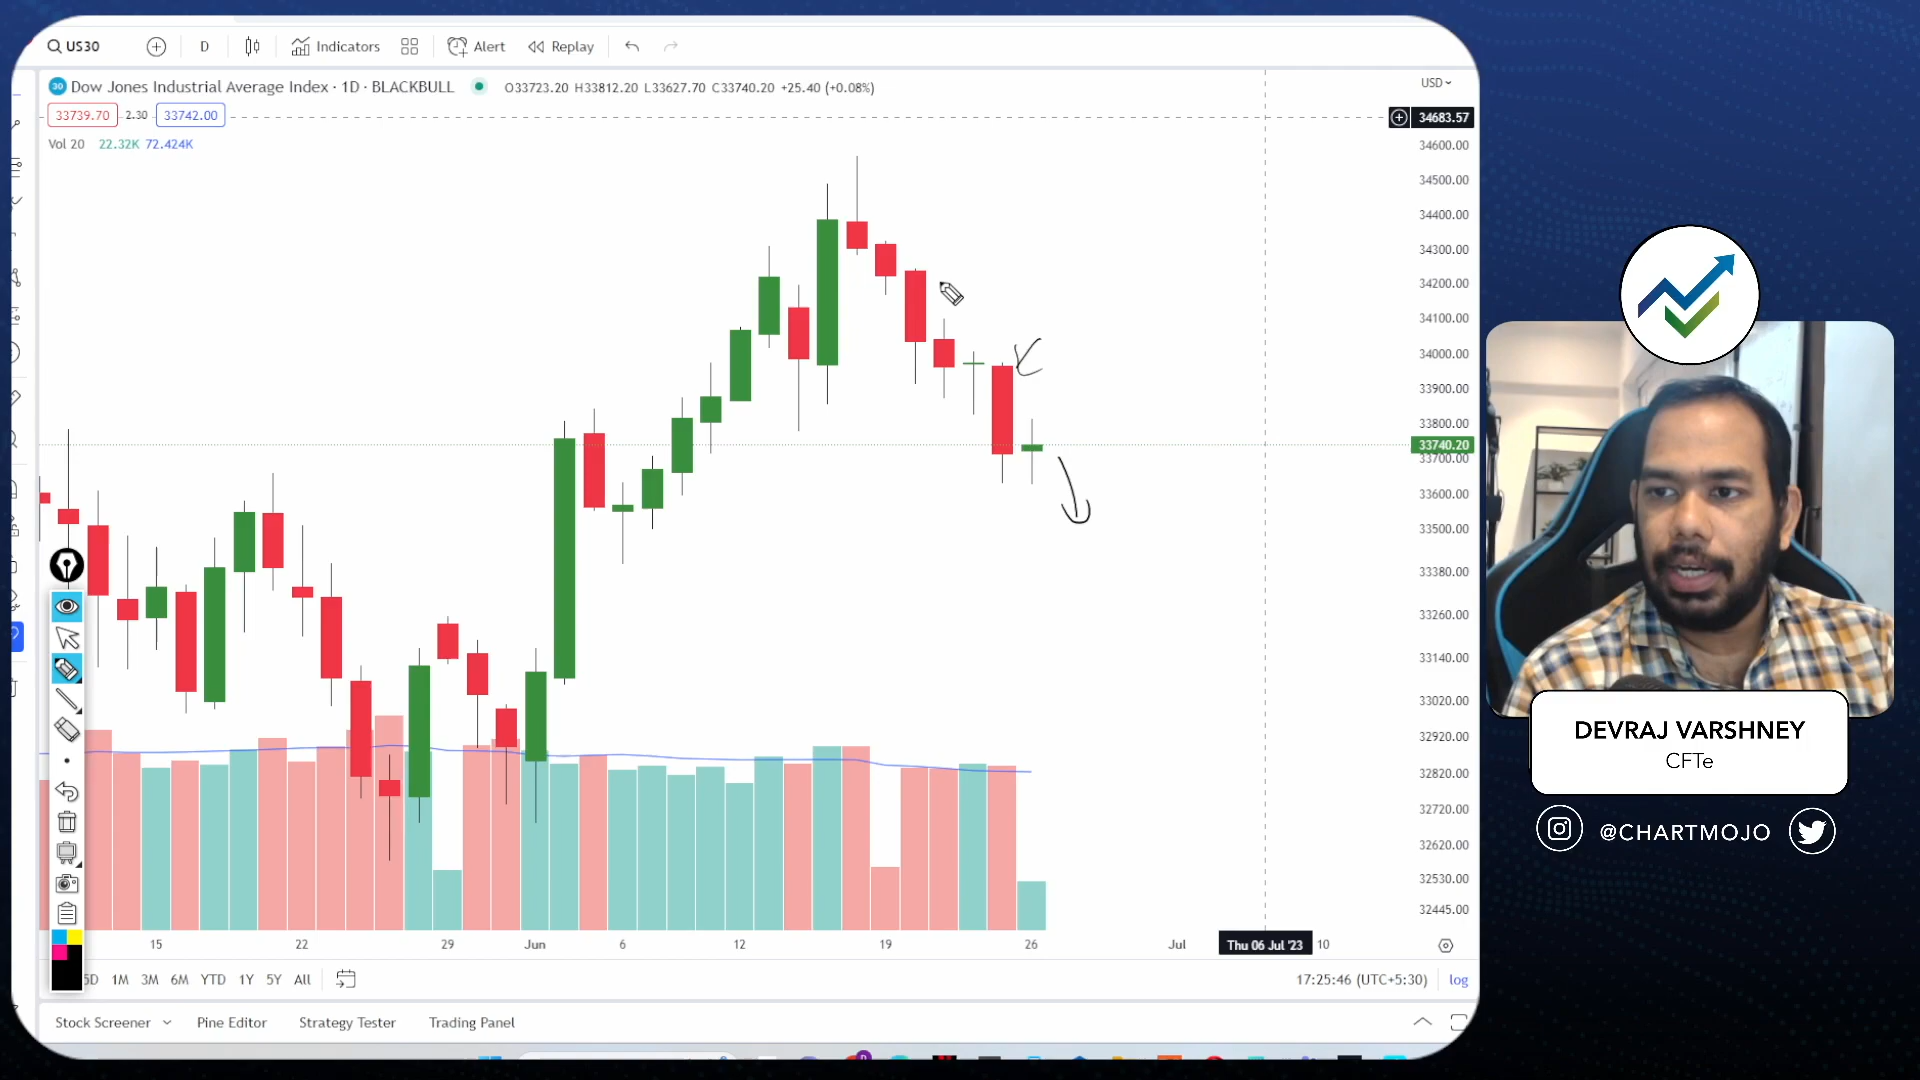 US30 D Indicators Alert Replay
30 Dow Jones Industrial Average Index · 1D · BLACKBULL O33723.20 H33812.20 L33627.70 C33740.20 +25.40 (+0.08%) USD
33739.70 2.30 33742.00
34683.57
Vol 20 22.32K 72.424K
34600.00
34500.00
34400.00
34300.00
34200.00
34100.00
34000.00
33900.00
33800.00
33740.20
33700.00
33600.00
33500.00
33380.00
33260.00
33140.00
33020.00
32920.00
32820.00
32720.00
32620.00
32530.00
32445.00
15 22 29 Jun 6 12 19 26 Jul Thu 06 Jul '23 10
5D 1M 3M 6M YTD 1Y 5Y All 17:25:46 (UTC+5:30) log
Stock Screener Pine Editor Strategy Tester Trading Panel
DEVRAJ VARSHNEY
CFTe
@CHARTMOJO